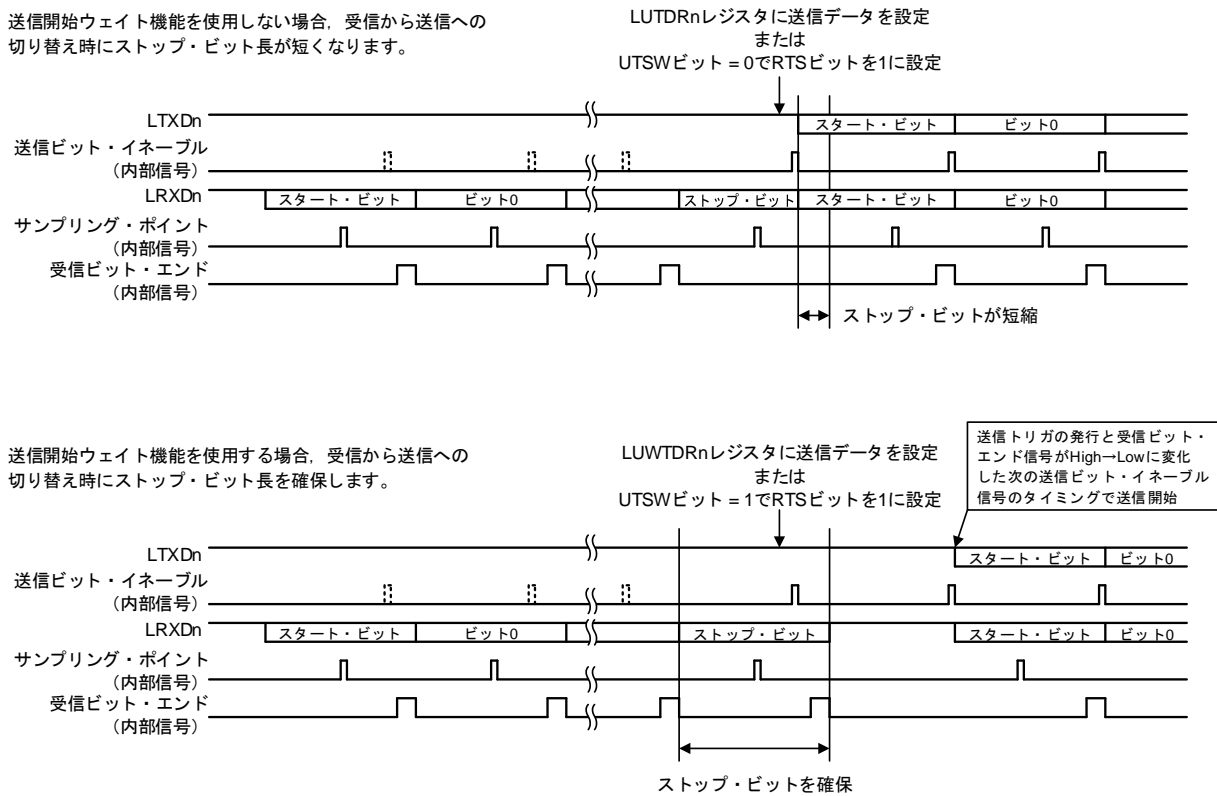 送信開始ウェイト機能を使用しない場合，受信から送信への
切り替え時にストップ・ビット長が短くなります。
LUTDRnレジスタに送信データを設定
または
UTSWビット = 0でRTSビットを1に設定
LTXDn
スタート・ビット
ビット0
送信ビット・イネーブル
（内部信号）
LRXDn
スタート・ビット
ビット0
ストップ・ビット
スタート・ビット
ビット0
サンプリング・ポイント
（内部信号）
受信ビット・エンド
（内部信号）
ストップ・ビットが短縮
送信開始ウェイト機能を使用する場合，受信から送信への
切り替え時にストップ・ビット長を確保します。
LUWTDRnレジスタに送信データを設定
または
UTSWビット = 1でRTSビットを1に設定
送信トリガの発行と受信ビット・
エンド信号がHigh→Lowに変化
した次の送信ビット・イネーブル
信号のタイミングで送信開始
LTXDn
スタート・ビット
ビット0
送信ビット・イネーブル
（内部信号）
LRXDn
スタート・ビット
ビット0
ストップ・ビット
スタート・ビット
ビット0
サンプリング・ポイント
（内部信号）
受信ビット・エンド
（内部信号）
ストップ・ビットを確保